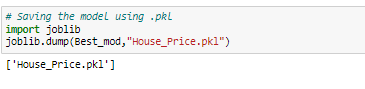 # Saving the model using .pkl
import joblib
joblib.dump(Best_mod,"House_Price.pkl")
['House_Price.pkl']